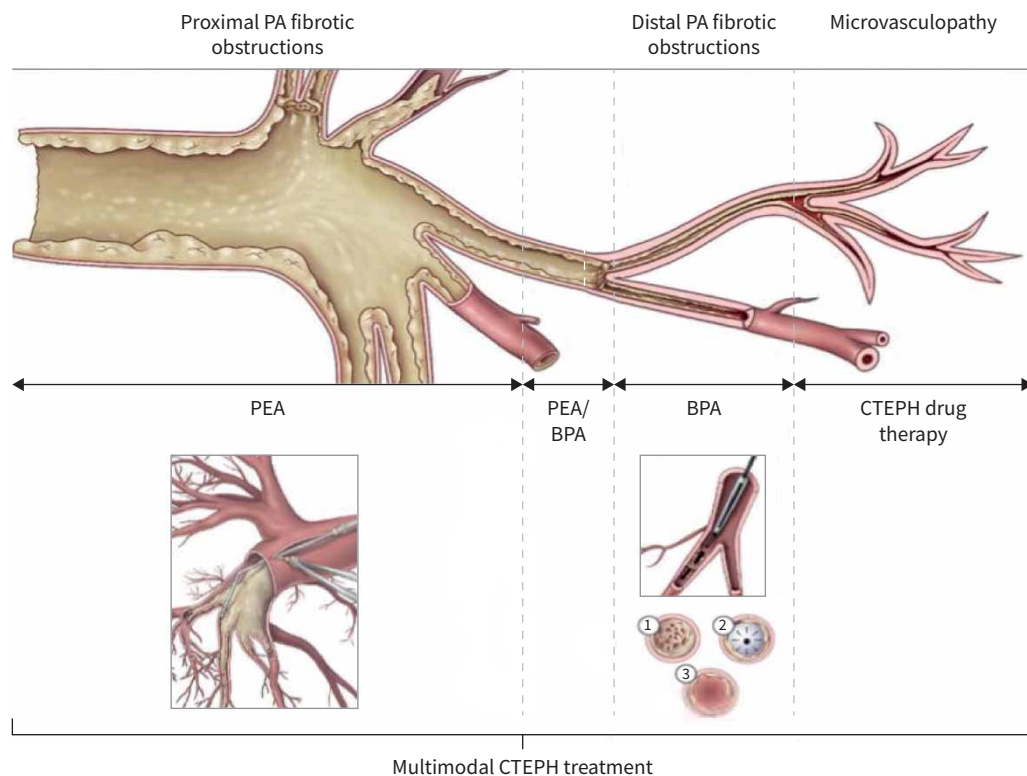 Proximal PA fibrotic
obstructions
Distal PA fibrotic
obstructions
Microvasculopathy
PEA
PEA/
BPA
BPA
CTEPH drug
therapy
1
2
3
Multimodal CTEPH treatment